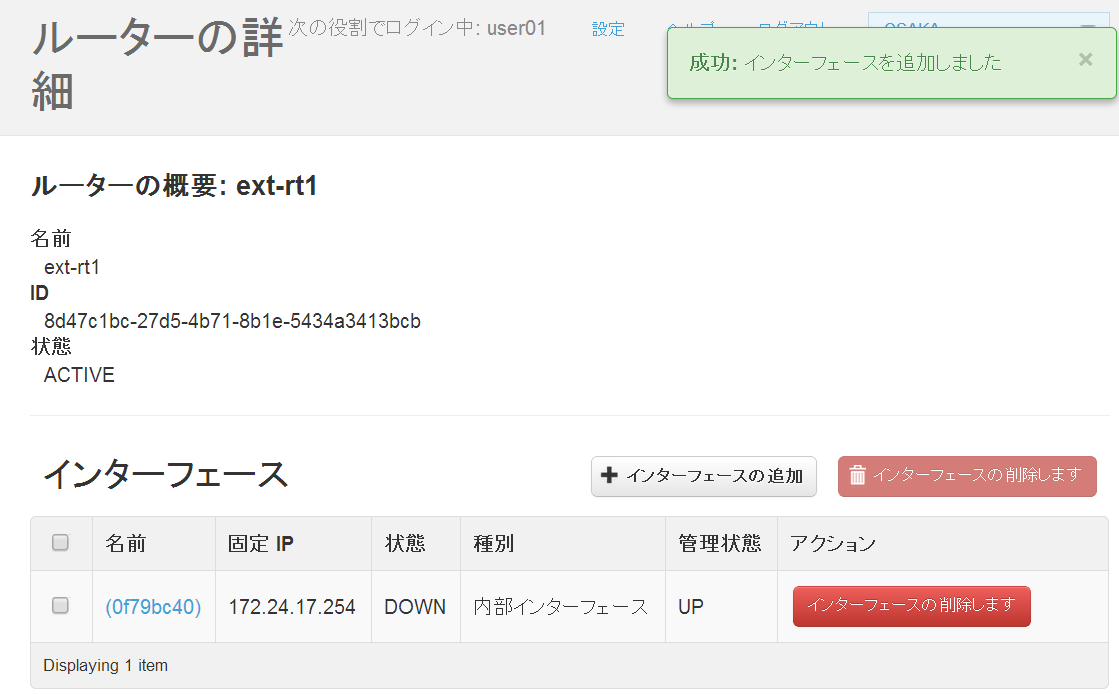 ルーターの詳
細
次の役割でログイン中: user01
設定
成功: インターフェースを追加しました
×
ルーターの概要: ext-rt1
名前
ext-rt1
ID
8d47c1bc-27d5-4b71-8b1e-5434a3413bcb
状態
ACTIVE
インターフェース
インターフェースの追加
インターフェースの削除します
名前 固定 IP 状態 種別 管理状態 アクション
(0f79bc40) 172.24.17.254 DOWN 内部インターフェース UP インターフェースの削除します
Displaying 1 item